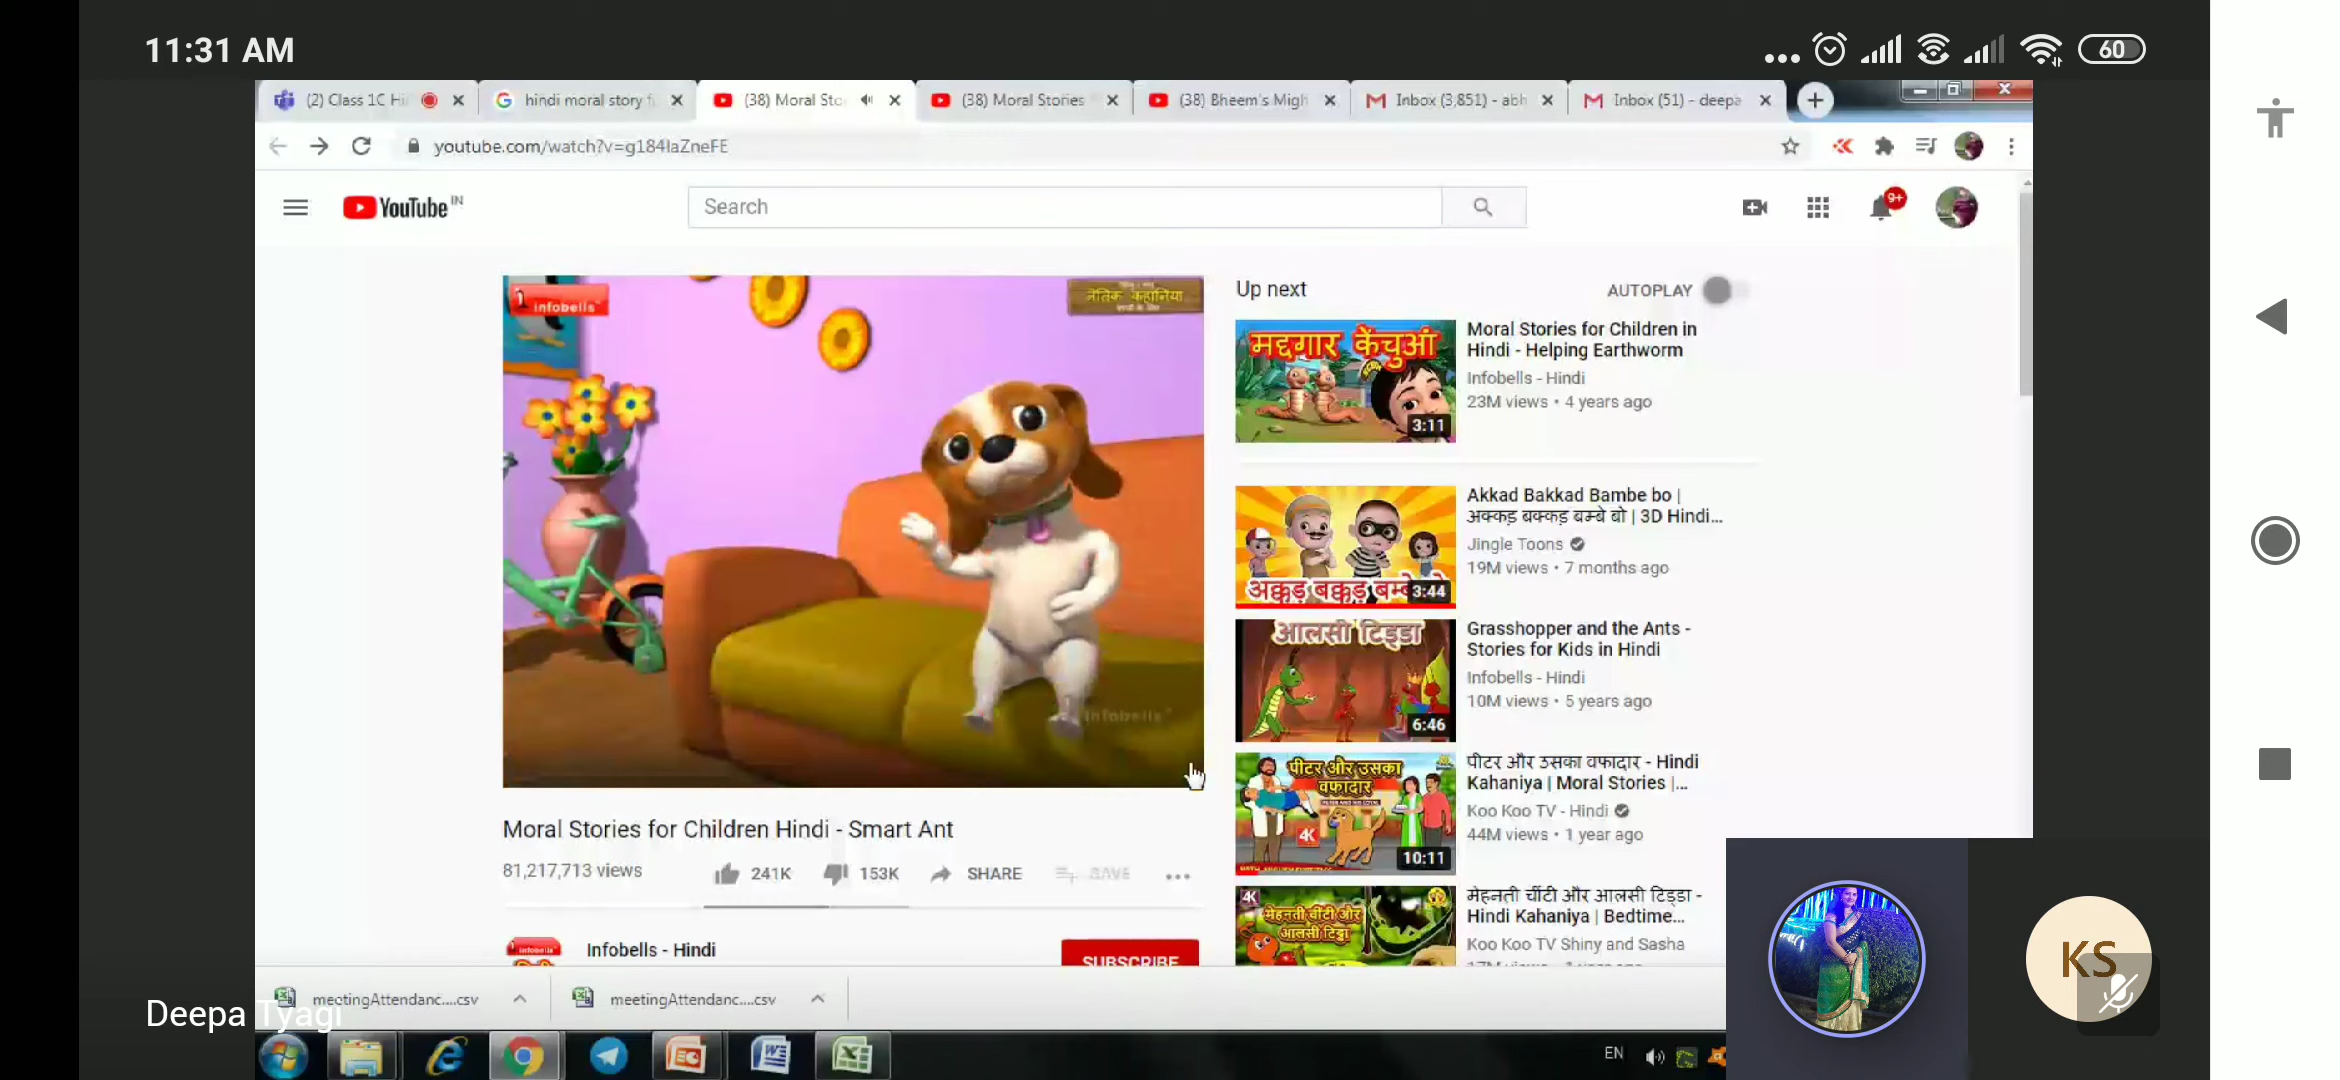 11:31 AM
60
(2) Class 1C Hi
hindi moral story f
(38) Moral Sto
(38) Moral Stories
(38) Bheem's Migh
Inbox (3,851) - abh
Inbox (51) - deepa
youtube.com/watch?v=g184IaZneFE
YouTube IN
Search
9+
infobells
नैतिक कहानियां
Up next
AUTOPLAY
मद्दगार केंचुआं
3:11
Moral Stories for Children in
Hindi - Helping Earthworm
Infobells - Hindi
23M views • 4 years ago
अक्कड़ बक्कड़ बम्बे
3:44
Akkad Bakkad Bambe bo |
अक्कड़ बक्कड़ बम्बे बो | 3D Hindi...
Jingle Toons
19M views • 7 months ago
आलसी टिड्डा
6:46
Grasshopper and the Ants -
Stories for Kids in Hindi
Infobells - Hindi
10M views • 5 years ago
पीटर और उसका
वफादार
4K
10:11
पीटर और उसका वफादार - Hindi
Kahaniya | Moral Stories |...
Koo Koo TV - Hindi
44M views • 1 year ago
4K
मेहनती चींटी और
आलसी टिड्डा
मेहनती चींटी और आलसी टिड्डा -
Hindi Kahaniya | Bedtime...
Koo Koo TV Shiny and Sasha
infobells
Moral Stories for Children Hindi - Smart Ant
81,217,713 views
241K
153K
SHARE
SAVE
Infobells - Hindi
SUBSCRIBE
meetingAttendanc....csv
meetingAttendanc....csv
Deepa Tyagi
KS
EN